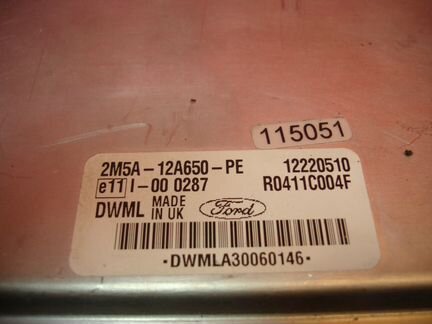 115051
2M5A-12A650-PE 12220510
e11 I-00 0287 R0411C004F
DWML MADE IN UK Ford
·DWMLA30060146·